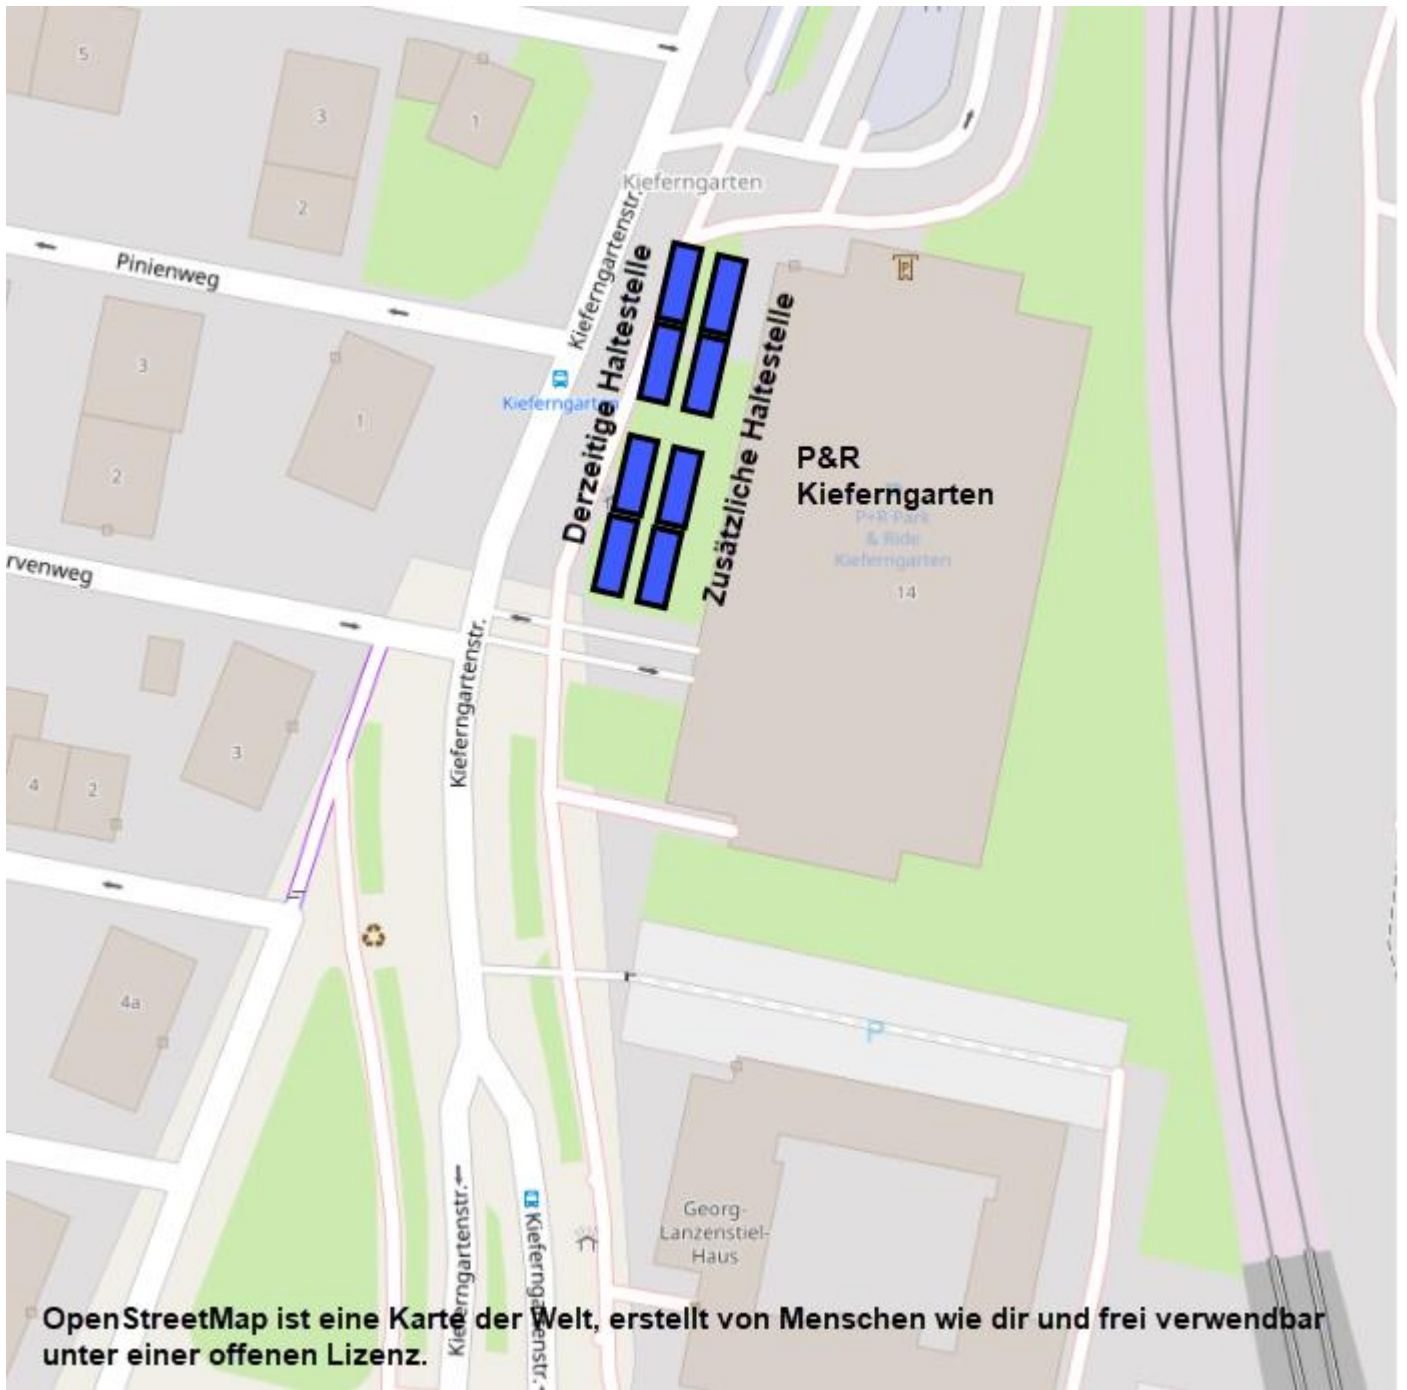 5
3
1
2
Kieferngarten
Kieferngartenstr.
Pinienweg
Derzeitige Haltestelle
Zusätzliche Haltestelle
3
1
2
Kieferngarten
P&R
Kieferngarten
P+R Park
& Ride
Kieferngarten
14
rvenweg
Kieferngartenstr.
3
4
2
4a
P
Georg-
Lanzenstiel-
Haus
Kieferngartenstr.
Kieferngartenstr.
OpenStreetMap ist eine Karte der Welt, erstellt von Menschen wie dir und frei verwendbar
unter einer offenen Lizenz.